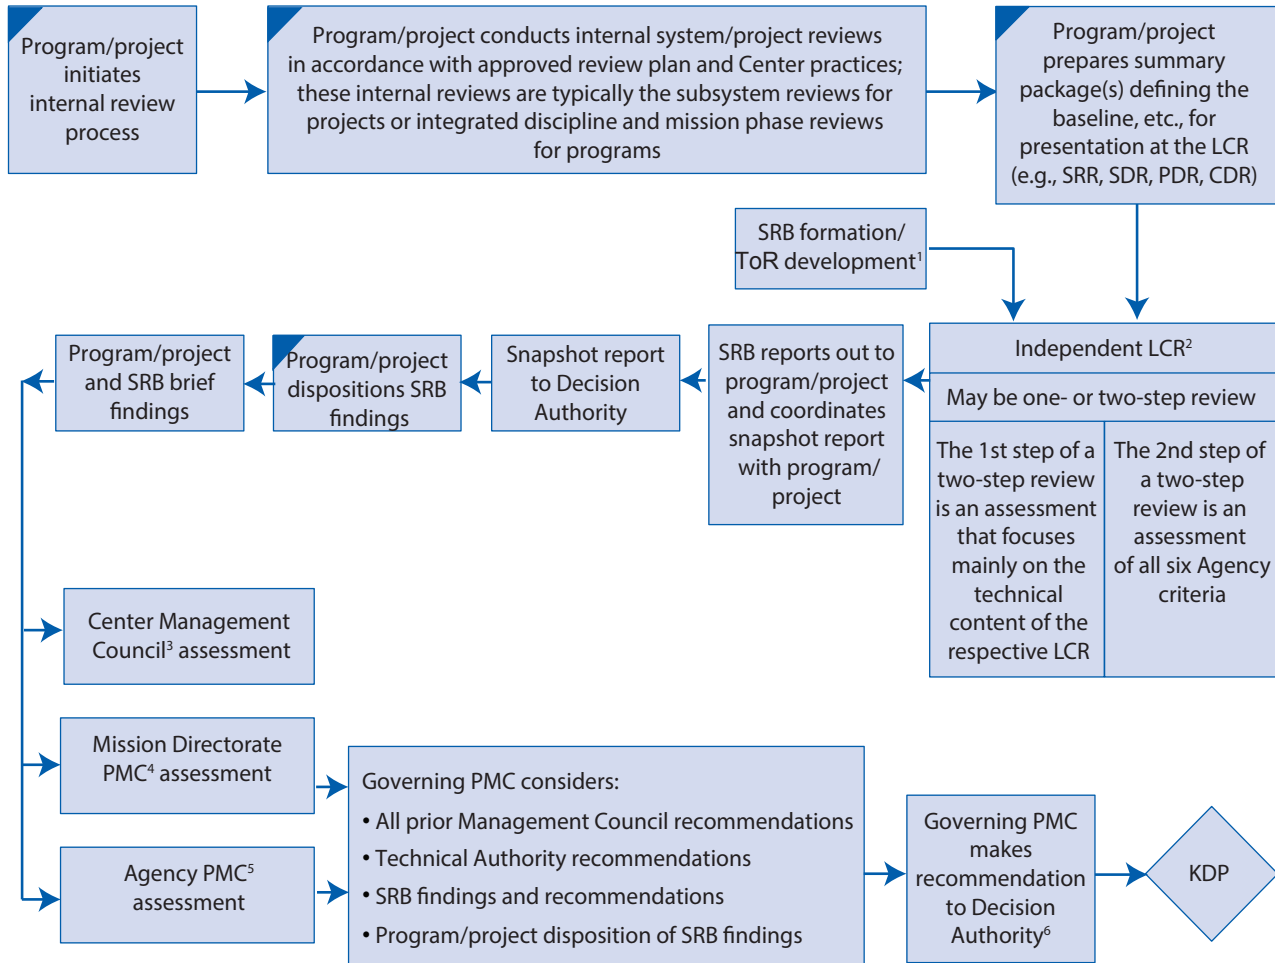 Program/project
initiates
internal review
process
Program/project conducts internal system/project reviews
in accordance with approved review plan and Center practices;
these internal reviews are typically the subsystem reviews for
projects or integrated discipline and mission phase reviews
for programs
Program/project
prepares summary
package(s) defining the
baseline, etc., for
presentation at the LCR
(e.g., SRR, SDR, PDR, CDR)
SRB formation/
ToR development¹
Independent LCR²
May be one- or two-step review
The 1st step of a
two-step review
is an assessment
that focuses
mainly on the
technical
content of the
respective LCR
The 2nd step of
a two-step
review is an
assessment
of all six Agency
criteria
SRB reports out to
program/project
and coordinates
snapshot report
with program/
project
Snapshot report
to Decision
Authority
Program/project
dispositions SRB
findings
Program/project
and SRB brief
findings
Center Management
Council³ assessment
Mission Directorate
PMC⁴ assessment
Agency PMC⁵
assessment
Governing PMC considers:
• All prior Management Council recommendations
• Technical Authority recommendations
• SRB findings and recommendations
• Program/project disposition of SRB findings
Governing PMC
makes
recommendation
to Decision
Authority⁶
KDP